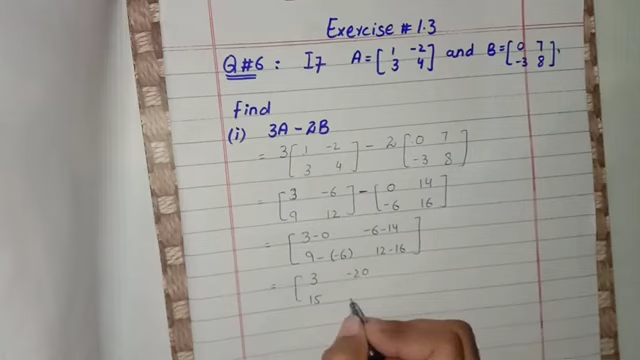 Exercise # 1.3
Q#6 : If A = [1 -2 3 4] and B = [0 7 -3 8].
find
(i) 3A - 2B
= 3[1 -2 3 4] - 2[0 7 -3 8]
= [3 -6 9 12] - [0 14 -6 16]
= [3-0 -6-14 9-(-6) 12-16]
= [3 -20 15